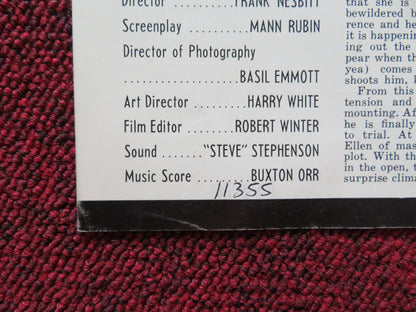 Director ........ FRANK NESBITT
Screenplay ......... MANN RUBIN
Director of Photography
............ BASIL EMMOTT
Art Director ....... HARRY WHITE
Film Editor ...... ROBERT WINTER
Sound ....... "STEVE" STEPHENSON
Music Score ......... BUXTON ORR
11355
that she is
bewildered b
rence and he
it is happenin
ing out the
pear when th
yea) comes
shoots him, l
From this
tension and
mounting. Af
he is finally
to trial. At
Ellen of mas
plot. With th
in the open, t
surprise clima